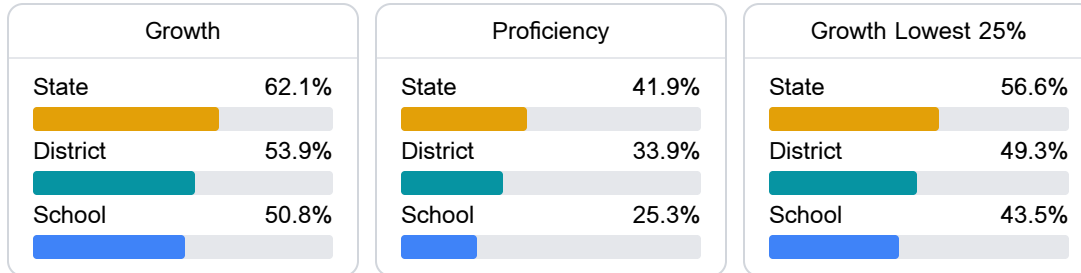 Growth
State 62.1%
District 53.9%
School 50.8%
Proficiency
State 41.9%
District 33.9%
School 25.3%
Growth Lowest 25%
State 56.6%
District 49.3%
School 43.5%